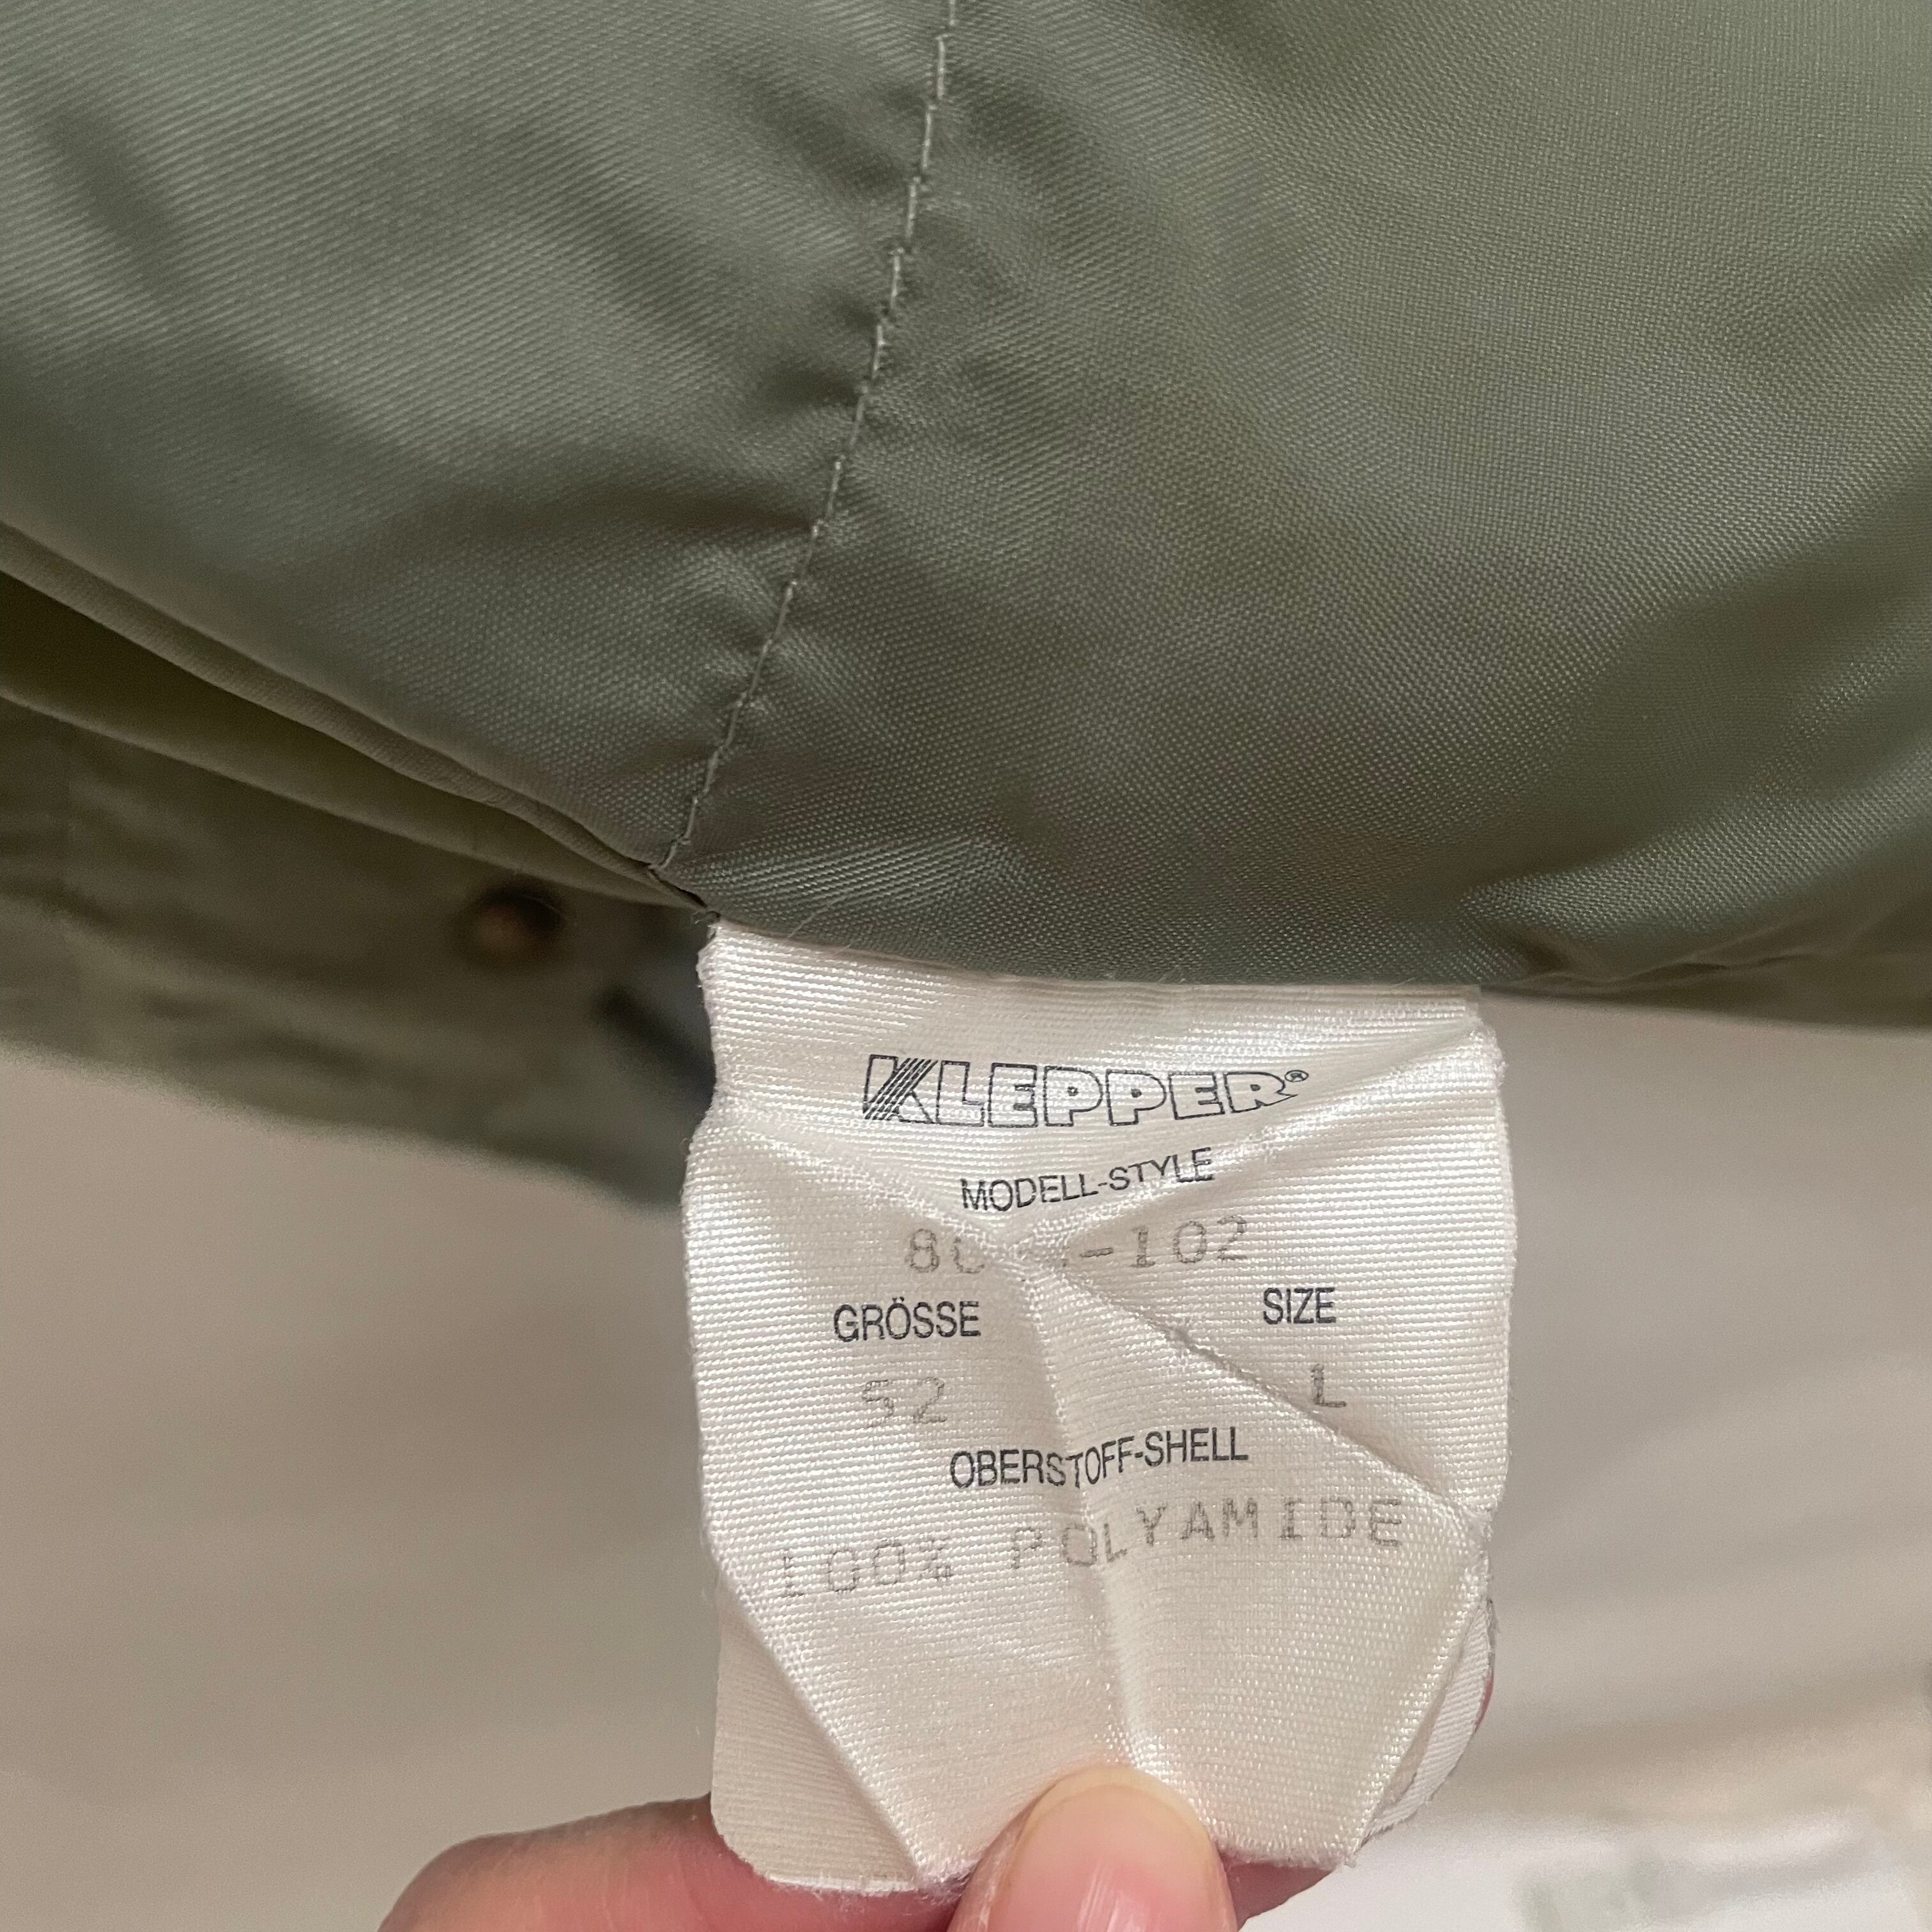 KLEPPER®
MODELL-STYLE
GRÖSSE SIZE
52 L
OBERSTOFF-SHELL
100% POLYAMIDE